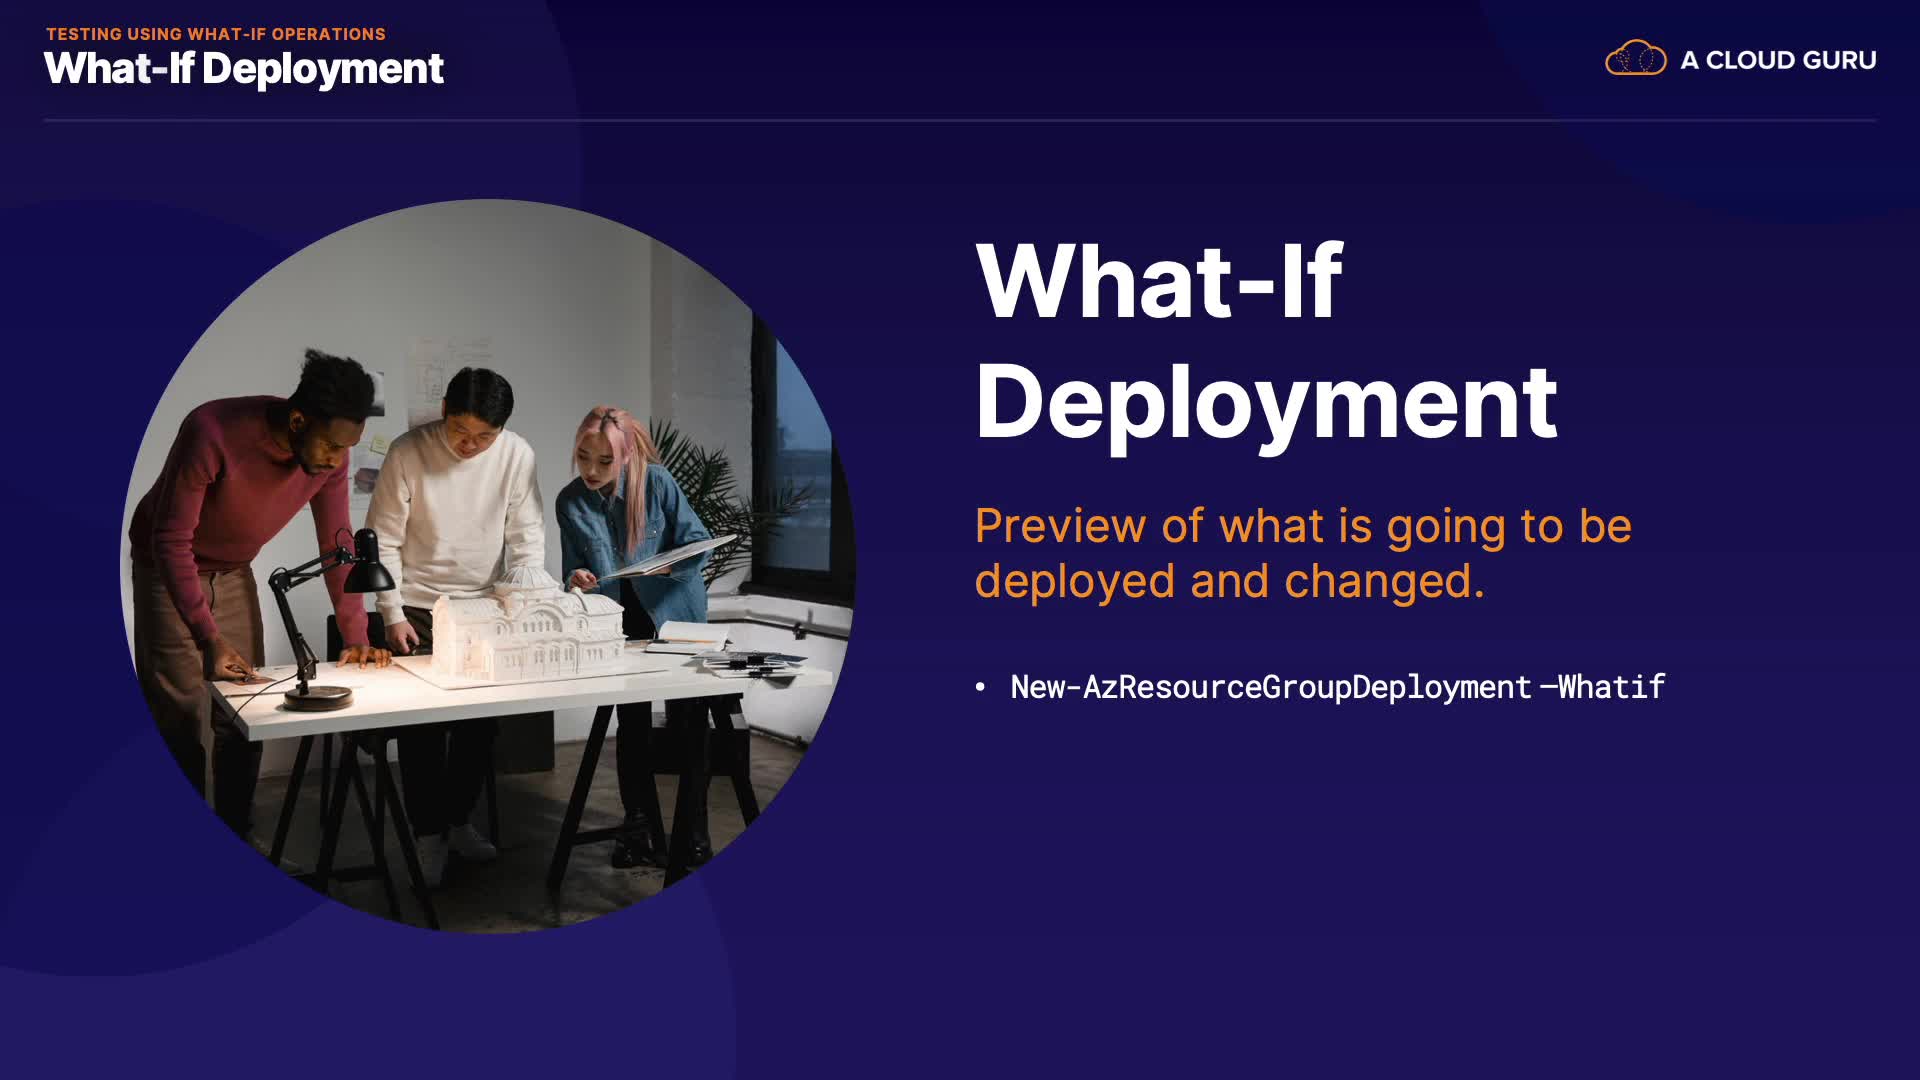 TESTING USING WHAT-IF OPERATIONS
What-If Deployment
A CLOUD GURU
What-If
Deployment
Preview of what is going to be
deployed and changed.
• New-AzResourceGroupDeployment –Whatif